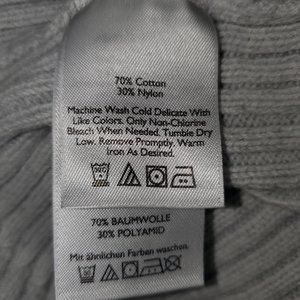 70% Cotton
30% Nylon
Machine Wash Cold Delicate With
Like Colors. Only Non-Chlorine
Bleach When Needed. Tumble Dry
Low. Remove Promptly. Warm
Iron As Desired.
70% BAUMWOLLE
30% POLYAMID
Mit ähnlichen Farben waschen.